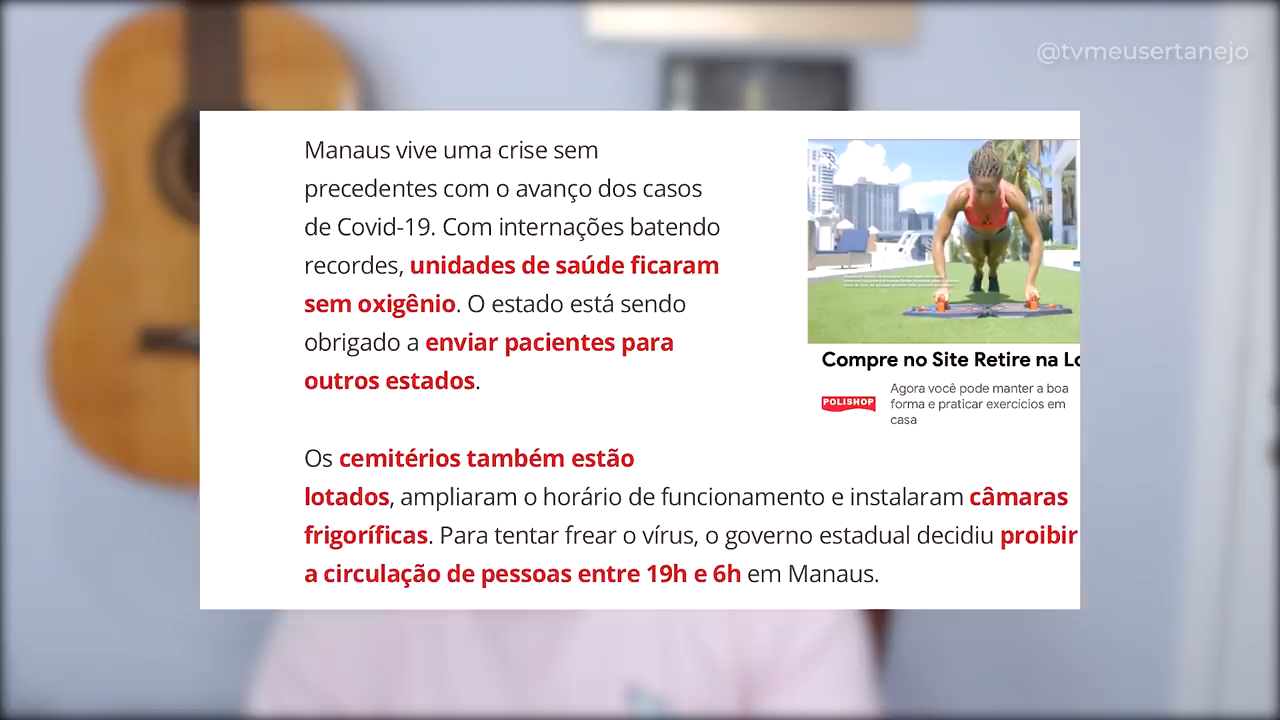 @tvmeusertanejo
Manaus vive uma crise sem
precedentes com o avanço dos casos
de Covid-19. Com internações batendo
recordes, unidades de saúde ficaram
sem oxigênio. O estado está sendo
obrigado a enviar pacientes para
outros estados.
Compre no Site Retire na Lo
POLISHOP
Agora você pode manter a boa
forma e praticar exercícios em
casa
Os cemitérios também estão
lotados, ampliaram o horário de funcionamento e instalaram câmaras
frigoríficas. Para tentar frear o vírus, o governo estadual decidiu proibir
a circulação de pessoas entre 19h e 6h em Manaus.